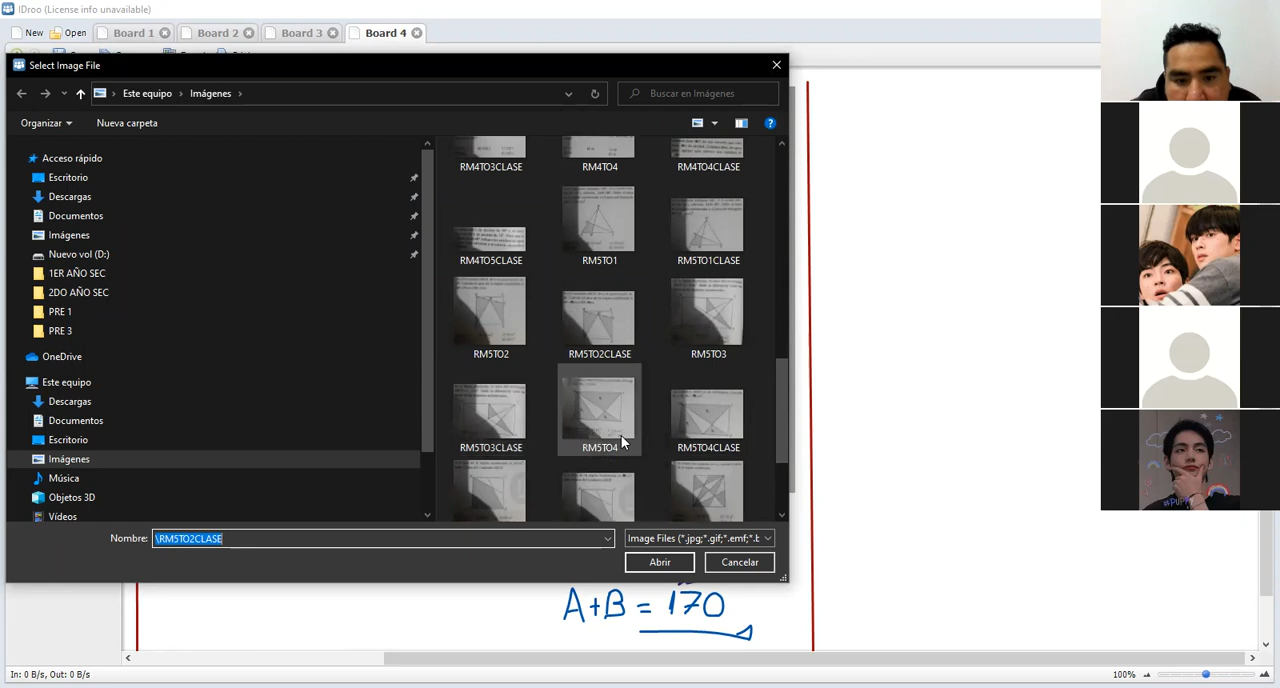 IDroo (License info unavailable)
New Open Board 1 Board 2 Board 3 Board 4
Select Image File
Este equipo > Imágenes >
Buscar en Imágenes
Organizar Nueva carpeta
Acceso rápido
Escritorio
Descargas
Documentos
Imágenes
Nuevo vol (D:)
1ER AÑO SEC
2DO AÑO SEC
PRE 1
PRE 3
OneDrive
Este equipo
Descargas
Documentos
Escritorio
Imágenes
Música
Objetos 3D
Vídeos
RM4TO3CLASE RM4TO4 RM4TO4CLASE
RM4TO5CLASE RM5TO1 RM5TO1CLASE
RM5TO2 RM5TO2CLASE RM5TO3
RM5TO3CLASE RM5TO4 RM5TO4CLASE
Nombre: \RM5TO2CLASE Image Files (*.jpg;*.gif;*.emf;*.b
Abrir Cancelar
A+B = 170
In: 0 B/s, Out: 0 B/s
100%